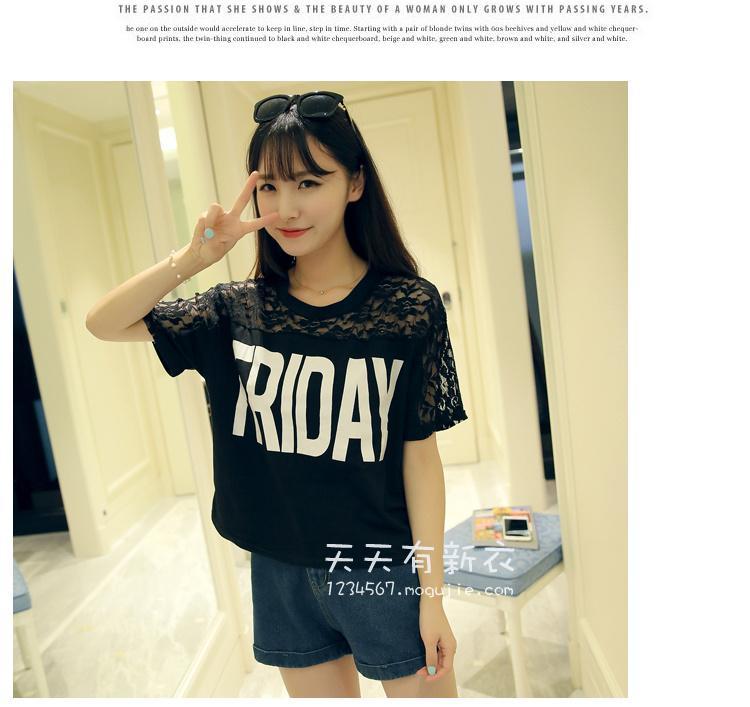 THE PASSION THAT SHE SHOWS & THE BEAUTY OF A WOMAN ONLY GROWS WITH PASSING YEARS.
he one on the outside would accelerate to keep in line, step in time. Starting with a pair of blonde twins with 60s beehives and yellow and white chequer-
board prints, the twin-thing continued to black and white chequerboard, beige and white, green and white, brown and white, and silver and white.
FRIDAY
天天有新衣
1234567.mogujie.com